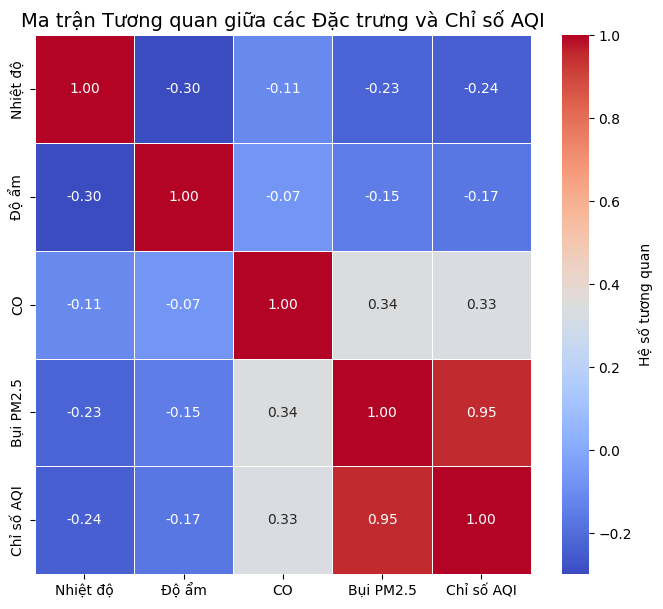 Ma trận Tương quan giữa các Đặc trưng và Chỉ số AQI
Nhiệt độ
1.00 -0.30 -0.11 -0.23 -0.24
Độ ẩm
-0.30 1.00 -0.07 -0.15 -0.17
CO
-0.11 -0.07 1.00 0.34 0.33
Bụi PM2.5
-0.23 -0.15 0.34 1.00 0.95
Chỉ số AQI
-0.24 -0.17 0.33 0.95 1.00
Nhiệt độ Độ ẩm CO Bụi PM2.5 Chỉ số AQI
1.0
0.8
0.6
0.4
0.2
0.0
−0.2
Hệ số tương quan